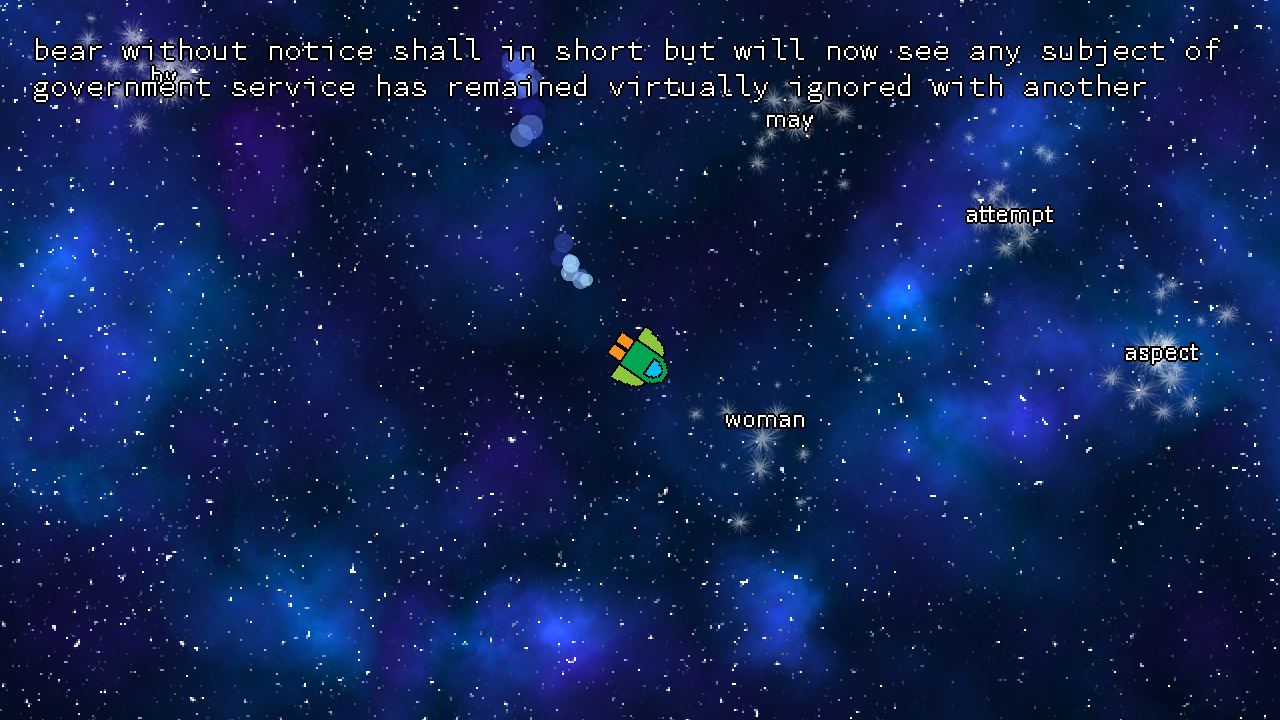 bear without notice shall in short but will now see any subject of
government service has remained virtually ignored with another
by
may
attempt
aspect
woman